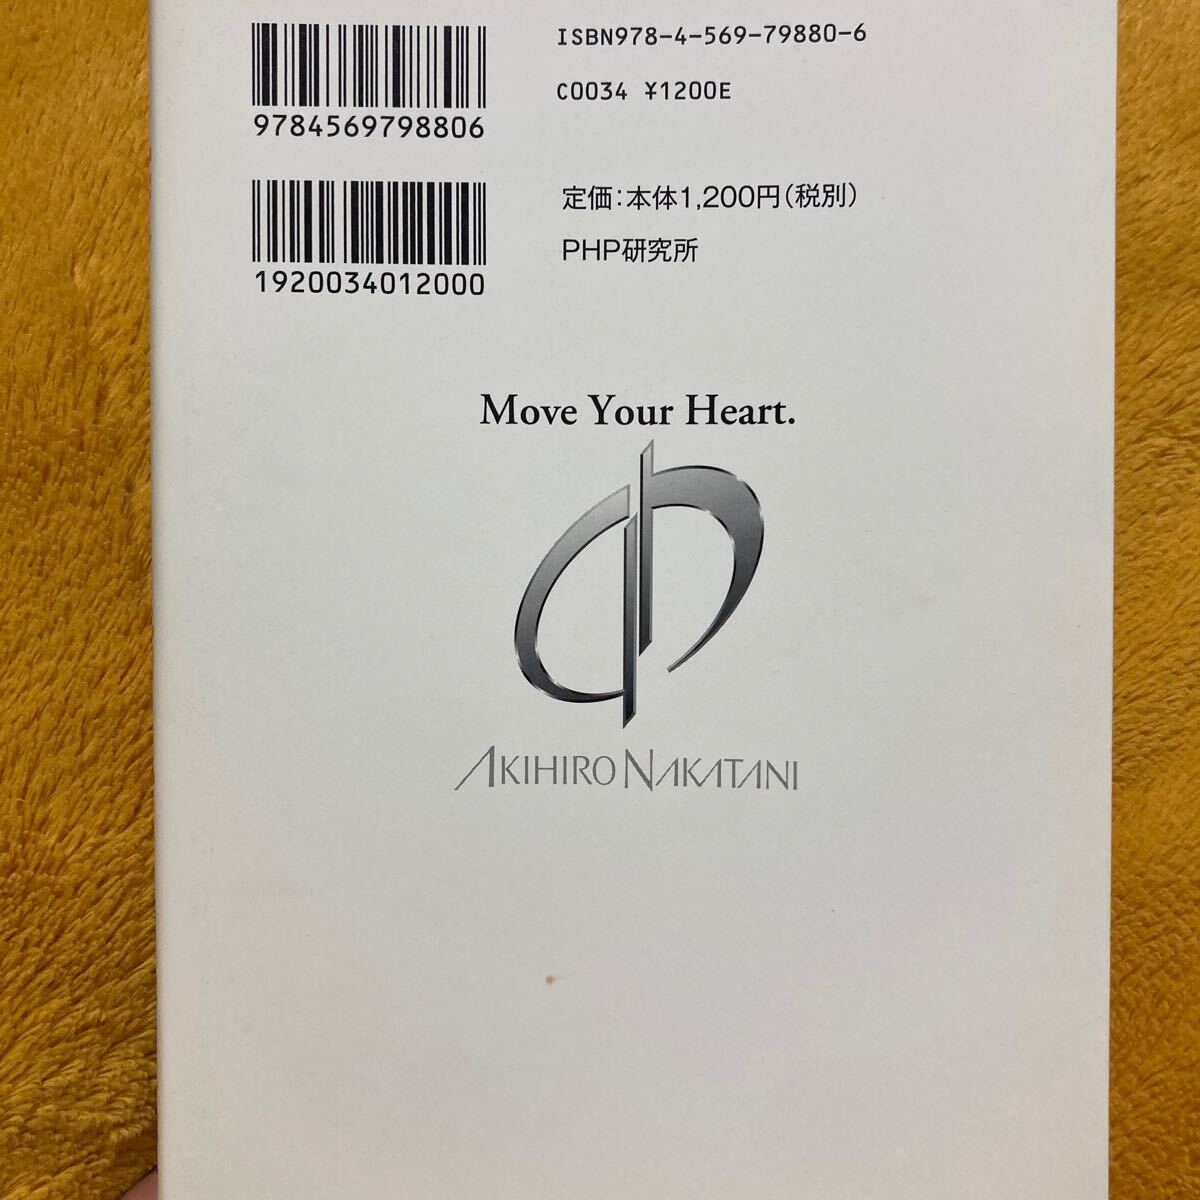 ISBN978-4-569-79880-6
C0034 ¥1200E
9784569798806
定価：本体1,200円（税別）
PHP研究所
1920034012000
Move Your Heart.
AKIHIRO NAKATANI